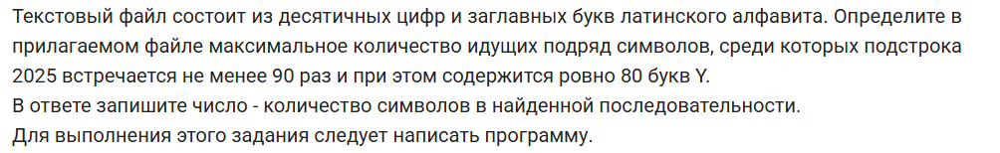 Текстовый файл состоит из десятичных цифр и заглавных букв латинского алфавита. Определите в
прилагаемом файле максимальное количество идущих подряд символов, среди которых подстрока
2025 встречается не менее 90 раз и при этом содержится ровно 80 букв Y.
В ответе запишите число - количество символов в найденной последовательности.
Для выполнения этого задания следует написать программу.